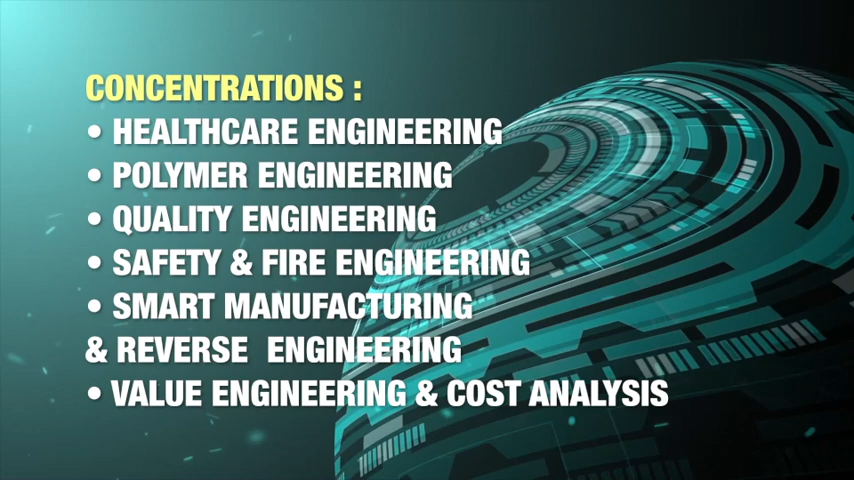 CONCENTRATIONS :
• HEALTHCARE ENGINEERING
• POLYMER ENGINEERING
• QUALITY ENGINEERING
• SAFETY & FIRE ENGINEERING
• SMART MANUFACTURING
& REVERSE  ENGINEERING
• VALUE ENGINEERING & COST ANALYSIS